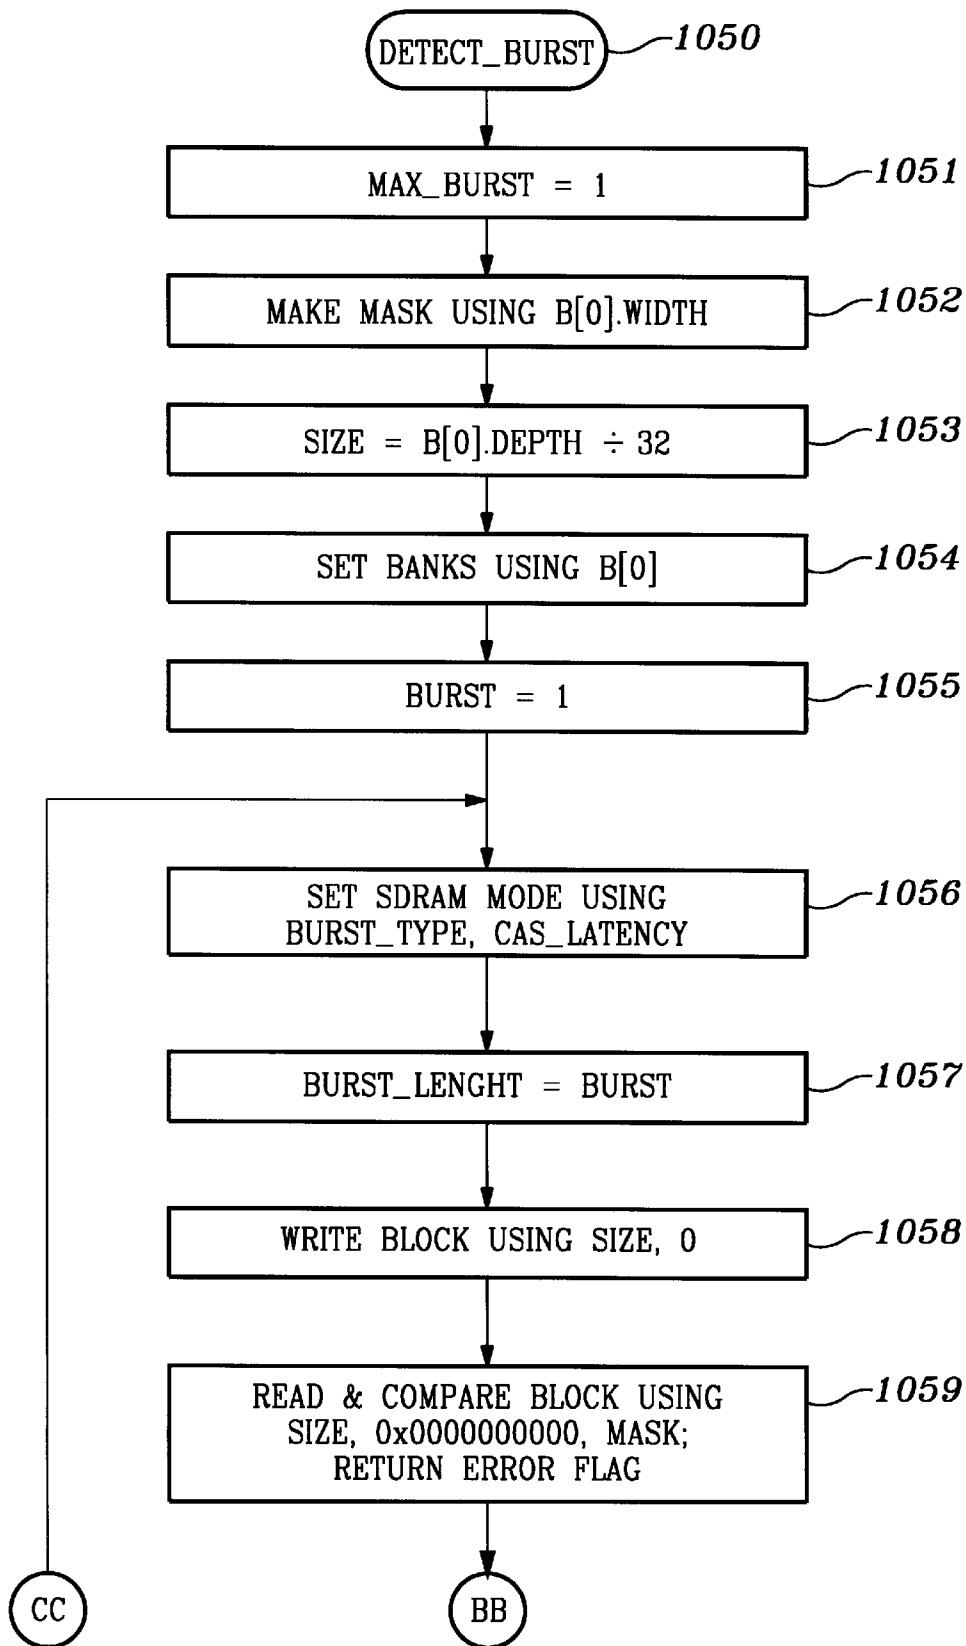 DETECT_BURST
1050
MAX_BURST = 1
1051
MAKE MASK USING B[0].WIDTH
1052
SIZE = B[0].DEPTH ÷ 32
1053
SET BANKS USING B[0]
1054
BURST = 1
1055
SET SDRAM MODE USING
BURST_TYPE, CAS_LATENCY
1056
BURST_LENGHT = BURST
1057
WRITE BLOCK USING SIZE, 0
1058
READ & COMPARE BLOCK USING
SIZE, 0x0000000000, MASK;
RETURN ERROR FLAG
1059
CC
BB